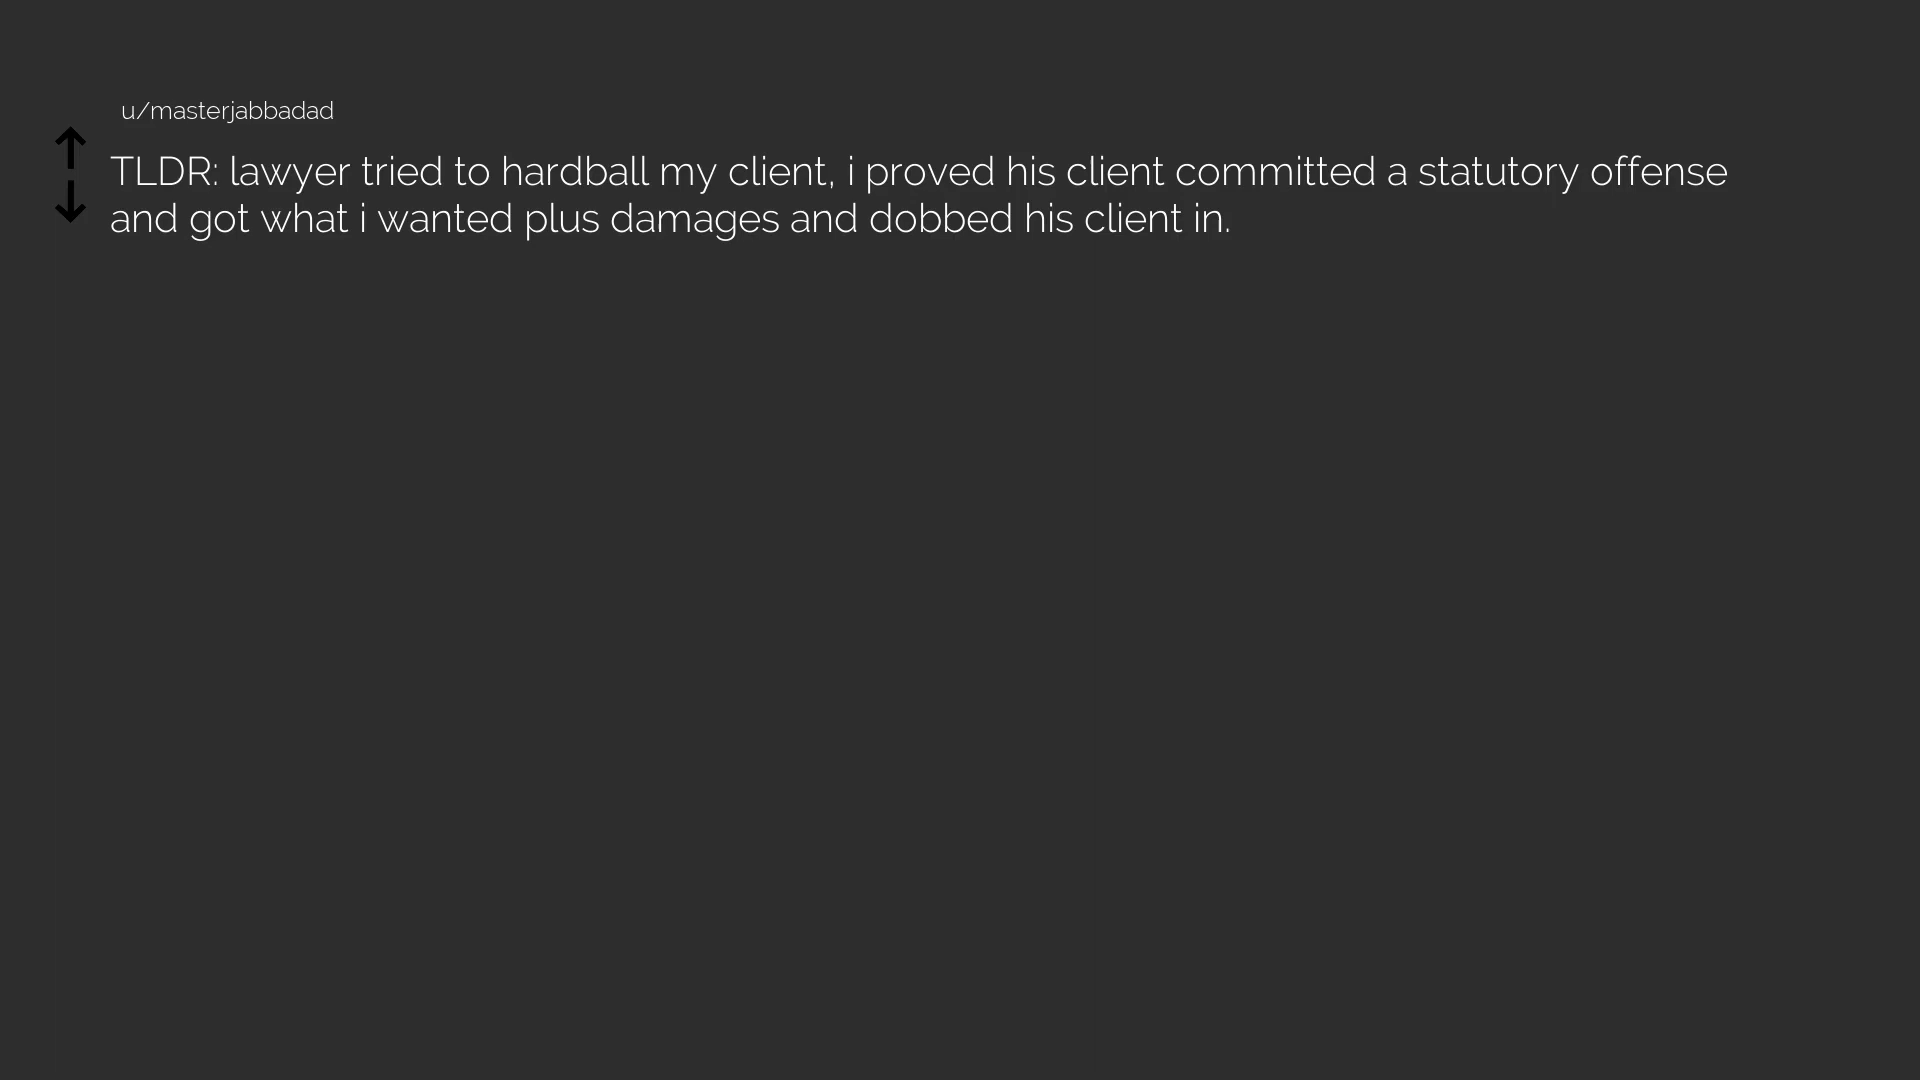 u/masterjabbadad
TLDR: lawyer tried to hardball my client, i proved his client committed a statutory offense
and got what i wanted plus damages and dobbed his client in.